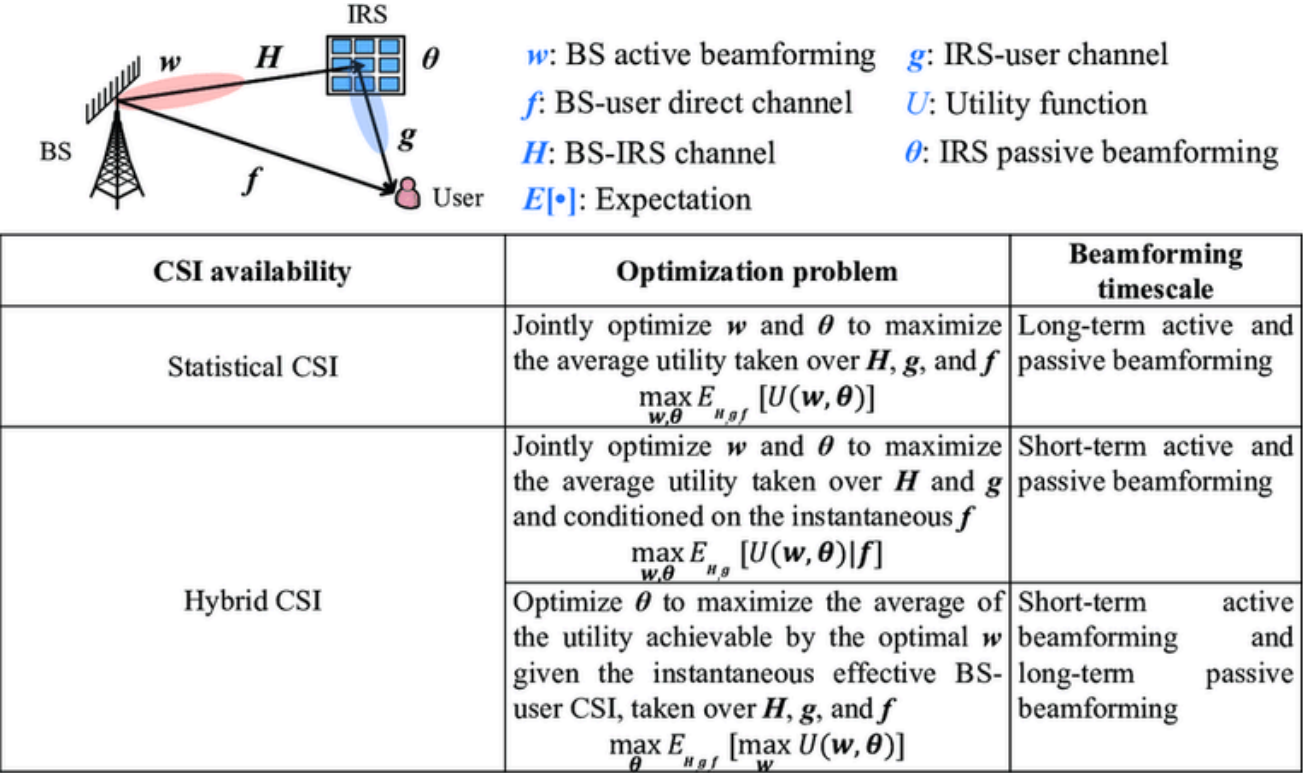 IRS
w
H
θ
BS
g
f
User
w: BS active beamforming
g: IRS-user channel
f: BS-user direct channel
U: Utility function
H: BS-IRS channel
θ: IRS passive beamforming
E[•]: Expectation
CSI availability
Optimization problem
Beamforming
timescale
Statistical CSI
Jointly optimize w and θ to maximize
the average utility taken over H, g, and f
max E [U(w, θ)]
w,θ H,g f
Long-term active and
passive beamforming
Hybrid CSI
Jointly optimize w and θ to maximize
the average utility taken over H and g
and conditioned on the instantaneous f
max E [U(w, θ)|f]
w,θ H,g
Short-term active and
passive beamforming
Optimize θ to maximize the average of
the utility achievable by the optimal w
given the instantaneous effective BS-
user CSI, taken over H, g, and f
max E [max U(w, θ)]
θ H g f w
Short-term active
beamforming and
long-term passive
beamforming